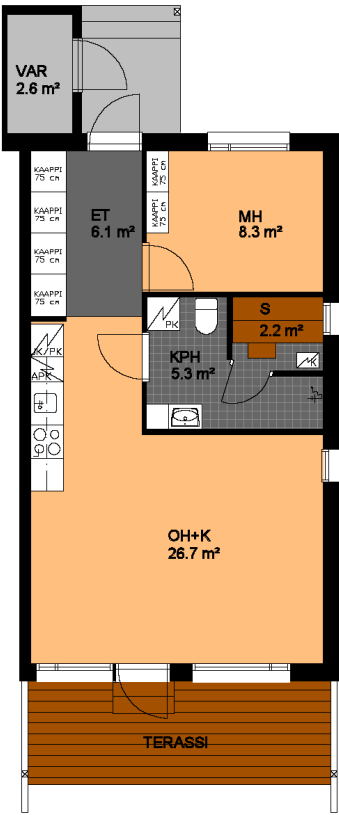 VAR
2.6 m²
KAAPPI
75 cm
KAAPPI
75 cm
KAAPPI
75 cm
KAAPPI
75 cm
ET
6.1 m²
KAAPPI
75 cm
KAAPPI
75 cm
MH
8.3 m²
PK
S
2.2 m²
KPH
5.3 m²
K
JK/PK
APK
OH+K
26.7 m²
TERASSI